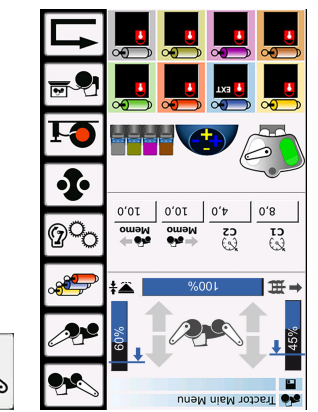 Tractor Main Menu
45%
60%
100%
C1 C2 Memo Memo
8,0 4,0 10,0 10,0
EXT